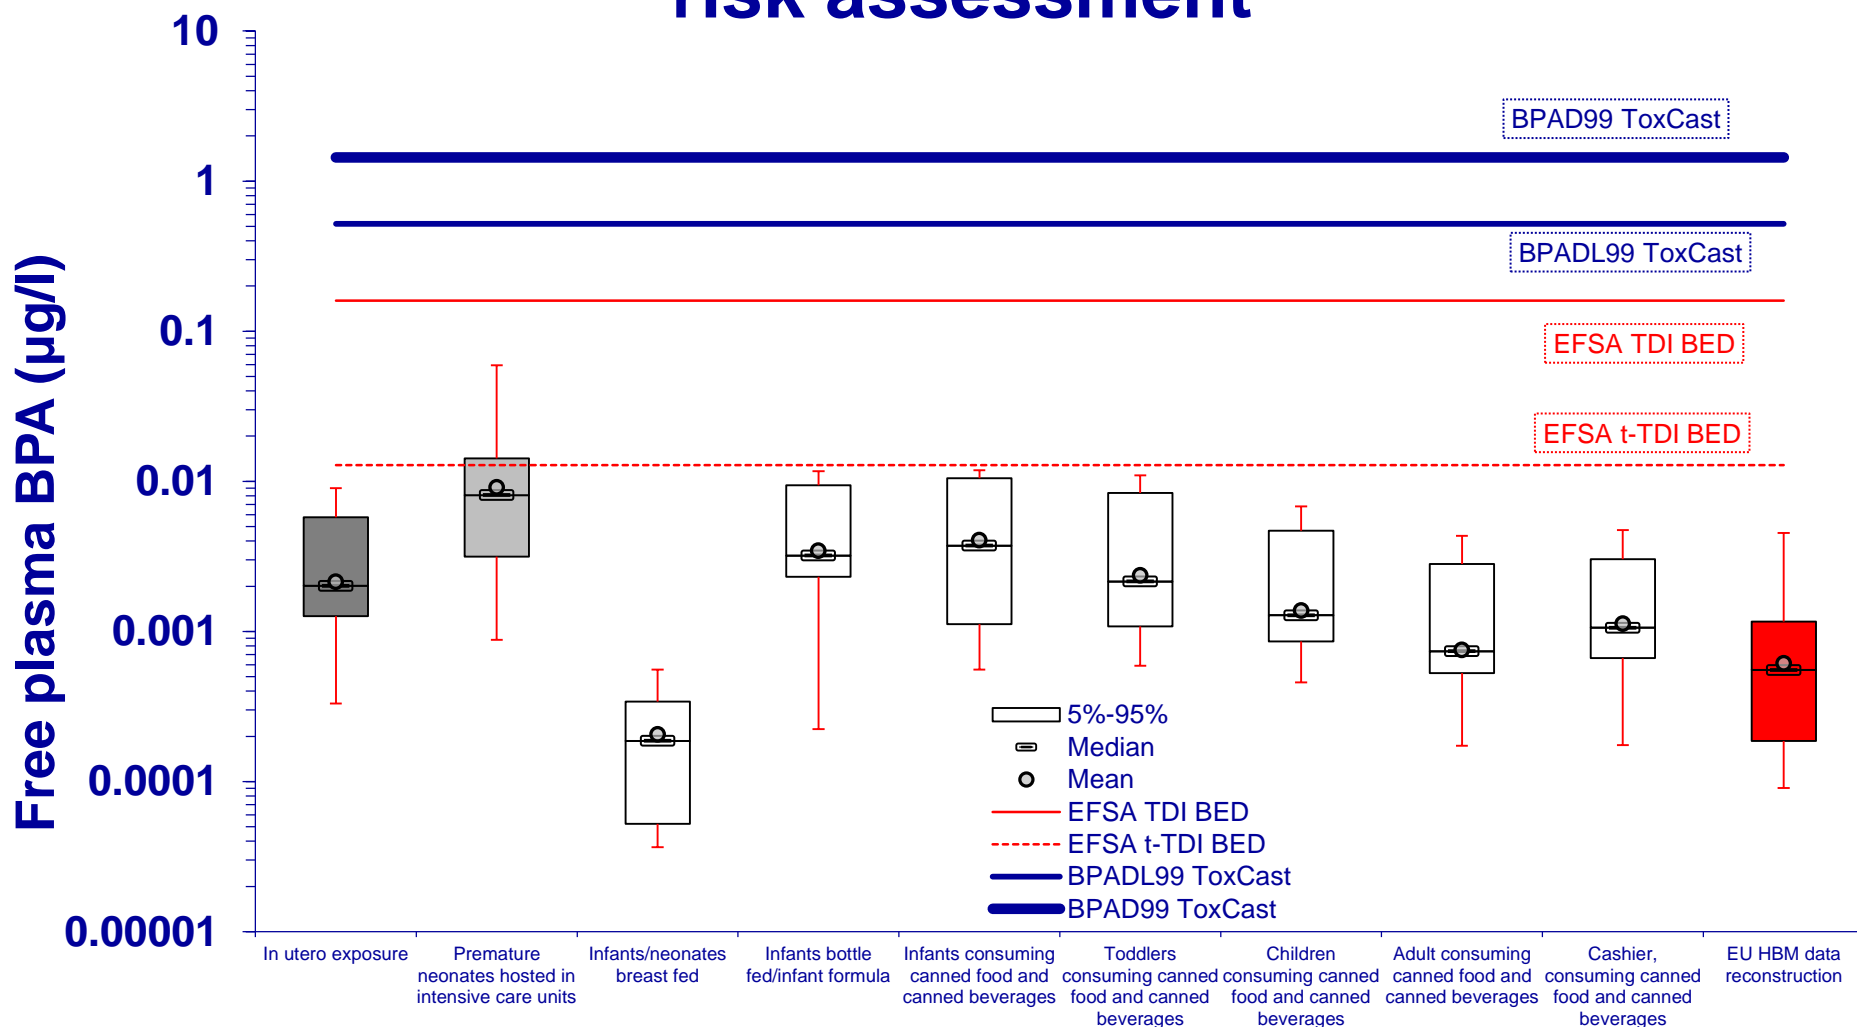 risk assessment
10
1
0.1
0.01
0.001
0.0001
0.00001
Free plasma BPA (µg/l)
BPAD99 ToxCast
BPADL99 ToxCast
EFSA TDI BED
EFSA t-TDI BED
5%-95%
Median
Mean
EFSA TDI BED
EFSA t-TDI BED
BPADL99 ToxCast
BPAD99 ToxCast
In utero exposure
Premature
neonates hosted in
intensive care units
Infants/neonates
breast fed
Infants bottle
fed/infant formula
Infants consuming
canned food and
canned beverages
Toddlers
consuming canned
food and canned
beverages
Children
consuming canned
food and canned
beverages
Adult consuming
canned food and
canned beverages
Cashier,
consuming canned
food and canned
beverages
EU HBM data
reconstruction